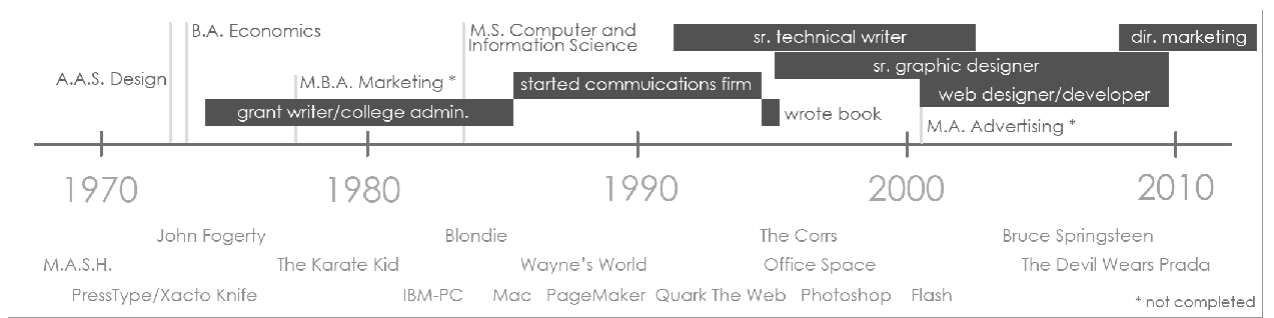 B.A. Economics
M.S. Computer and
Information Science
sr. technical writer
dir. marketing
A.A.S. Design
M.B.A. Marketing *
started commuications firm
sr. graphic designer
web designer/developer
grant writer/college admin.
wrote book
M.A. Advertising *
1970
1980
1990
2000
2010
John Fogerty
Blondie
The Corrs
Bruce Springsteen
M.A.S.H.
The Karate Kid
Wayne's World
Office Space
The Devil Wears Prada
PressType/Xacto Knife
IBM-PC
Mac
PageMaker
Quark
The Web
Photoshop
Flash
* not completed